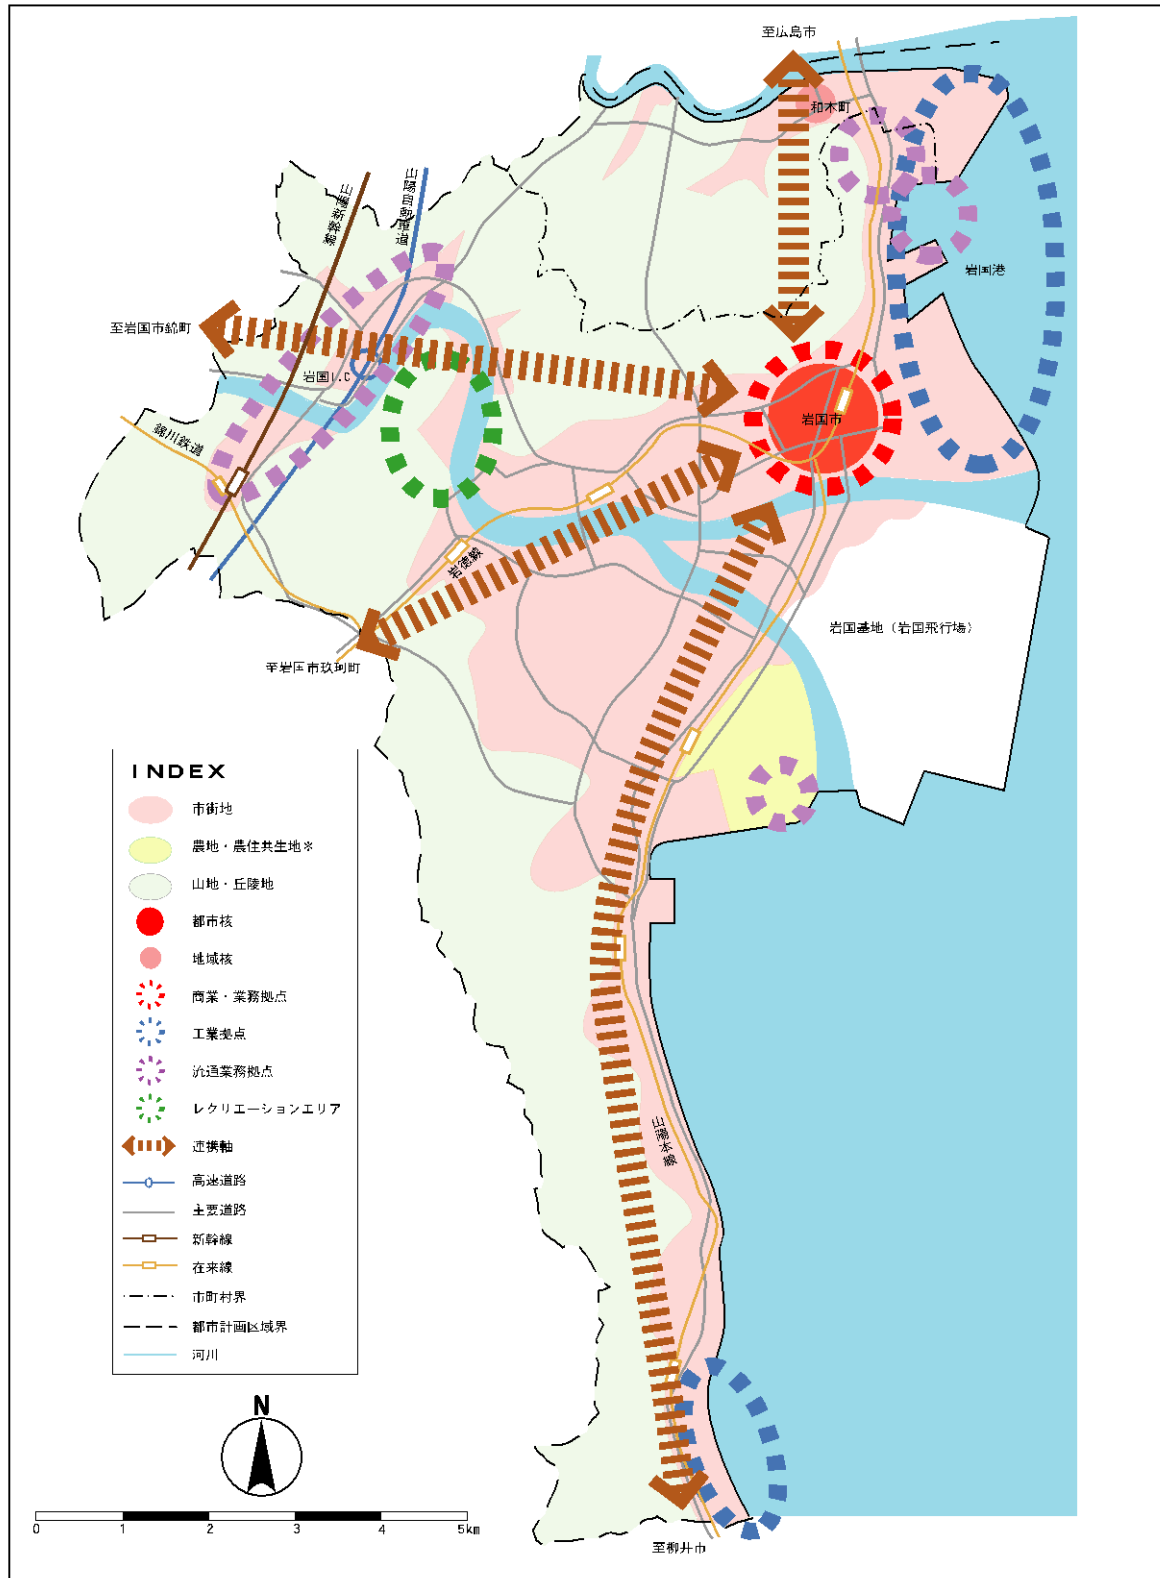 至広島市
和木町
山陽新幹線
山陽自動車道
岩国港
至岩国市錦町
岩国I.C
岩国市
錦川鉄道
岩徳線
岩国基地（岩国飛行場）
至岩国市玖珂町
INDEX
市街地
農地・農住共生地※
山地・丘陵地
都市核
地域核
商業・業務拠点
工業拠点
流通業務拠点
レクリエーションエリア
連携軸
高速道路
主要道路
新幹線
在来線
市町村界
都市計画区域界
河川
山陽本線
N
0 1 2 3 4 5km
至柳井市